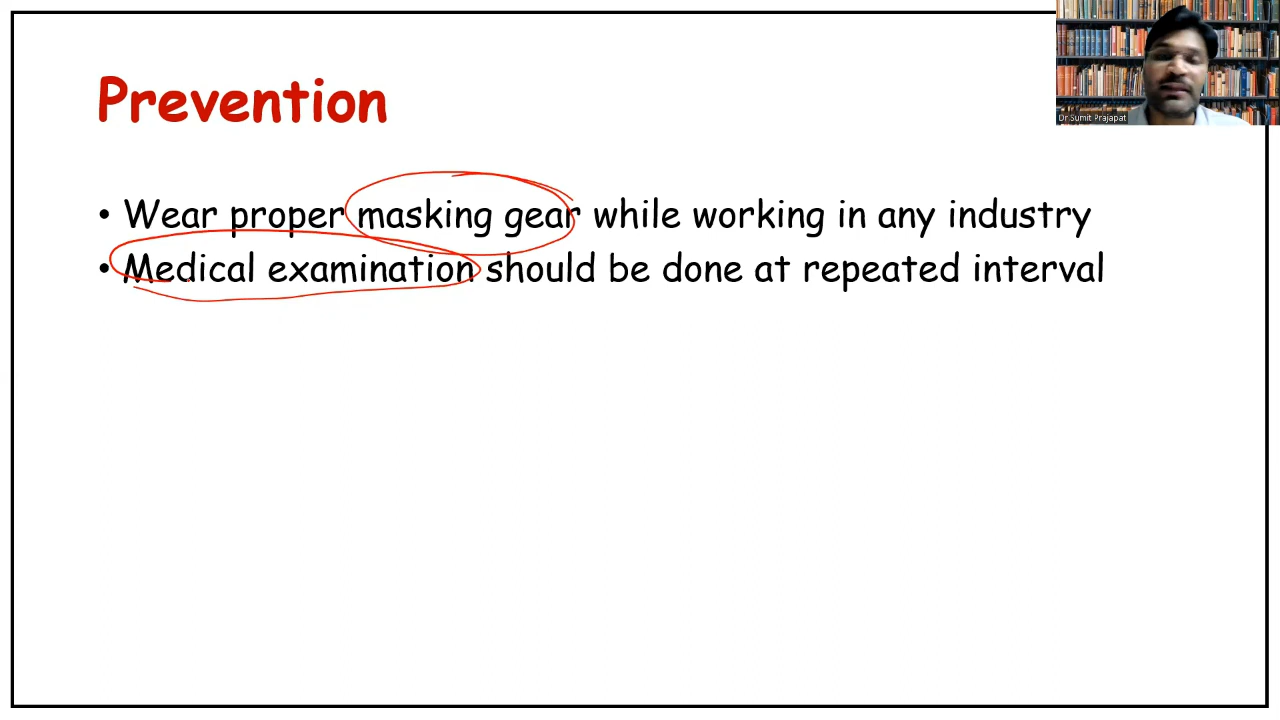 Prevention
Dr.Sumit Prajapat
• Wear proper masking gear while working in any industry
• Medical examination should be done at repeated interval